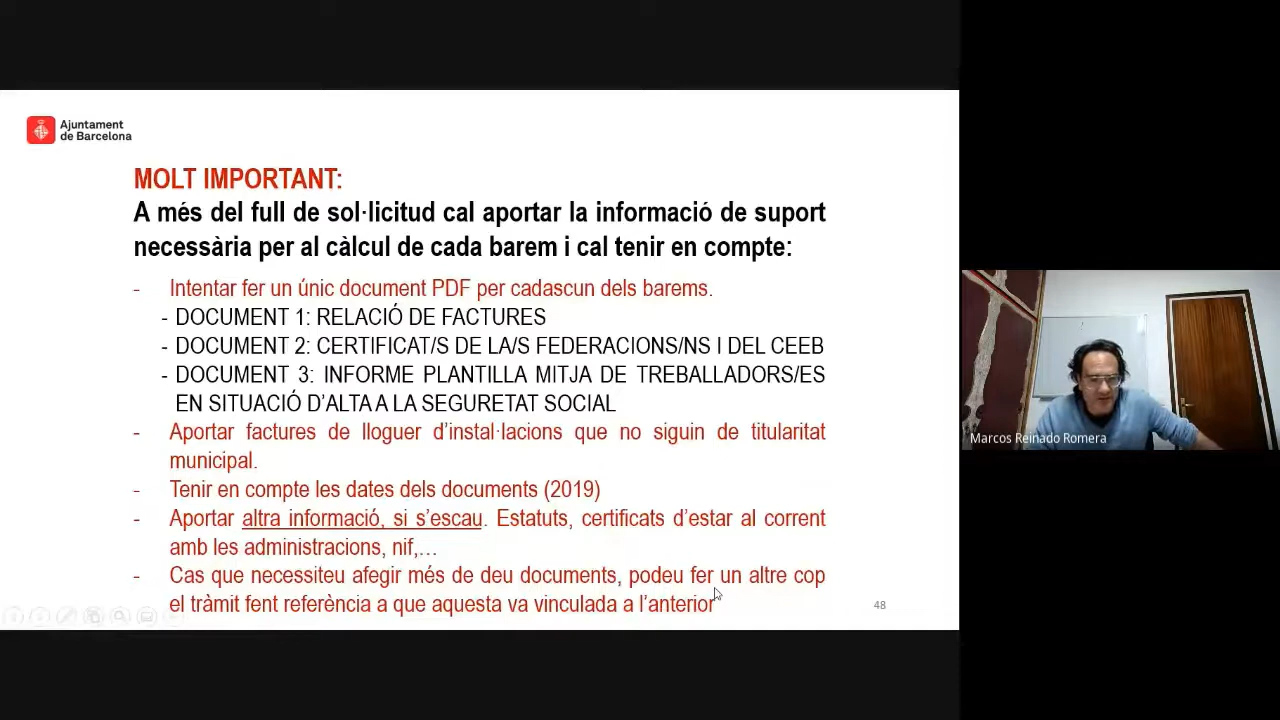 Ajuntament
de Barcelona
MOLT IMPORTANT:
A més del full de sol·licitud cal aportar la informació de suport
necessària per al càlcul de cada barem i cal tenir en compte:
- Intentar fer un únic document PDF per cadascun dels barems.
- DOCUMENT 1: RELACIÓ DE FACTURES
- DOCUMENT 2: CERTIFICAT/S DE LA/S FEDERACIONS/NS I DEL CEEB
- DOCUMENT 3: INFORME PLANTILLA MITJA DE TREBALLADORS/ES
EN SITUACIÓ D'ALTA A LA SEGURETAT SOCIAL
- Aportar factures de lloguer d'instal·lacions que no siguin de titularitat
municipal.
- Tenir en compte les dates dels documents (2019)
- Aportar altra informació, si s'escau. Estatuts, certificats d'estar al corrent
amb les administracions, nif,…
- Cas que necessiteu afegir més de deu documents, podeu fer un altre cop
el tràmit fent referència a que aquesta va vinculada a l'anterior
48
Marcos Reinado Romera